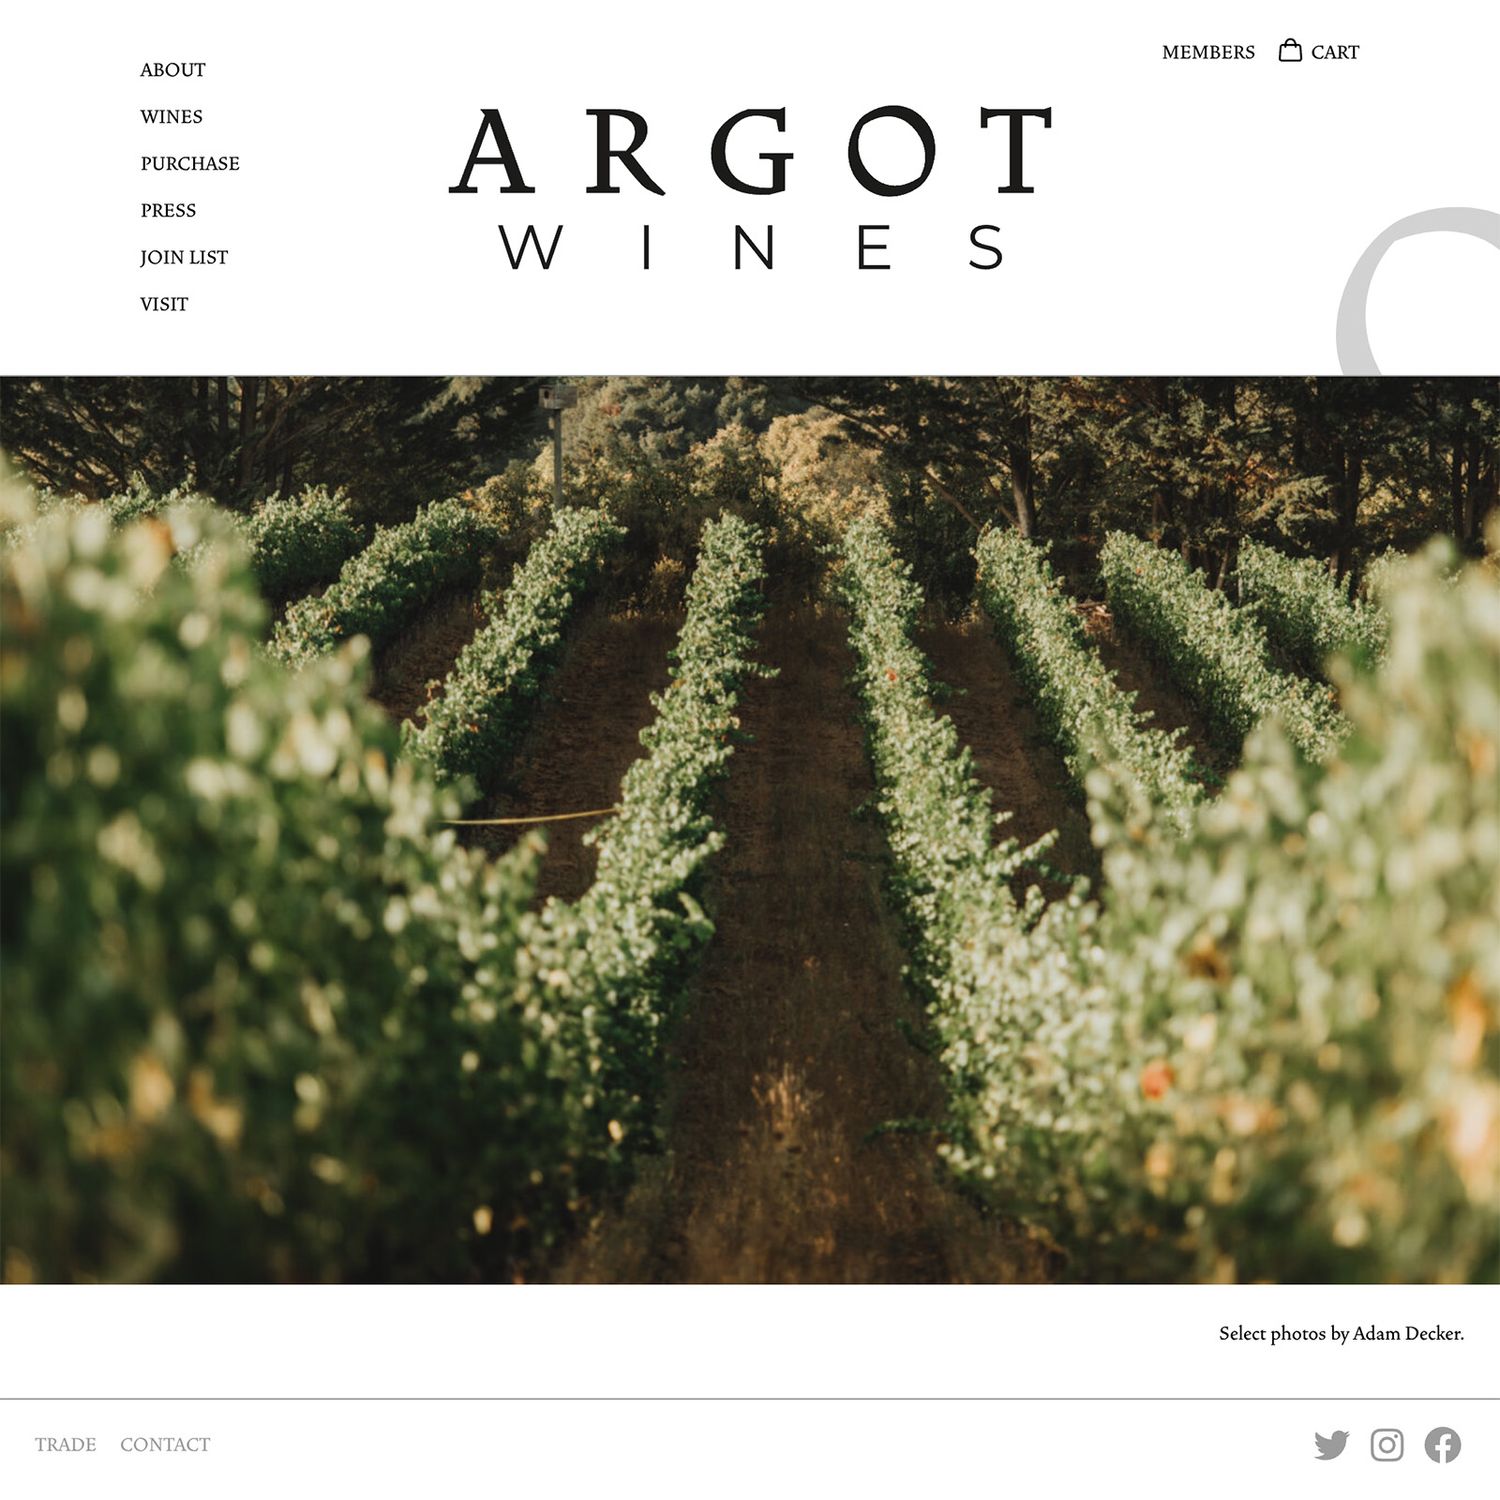 MEMBERS CART
ABOUT
WINES
PURCHASE
PRESS
JOIN LIST
VISIT
ARGOT
WINES
Select photos by Adam Decker.
TRADE CONTACT